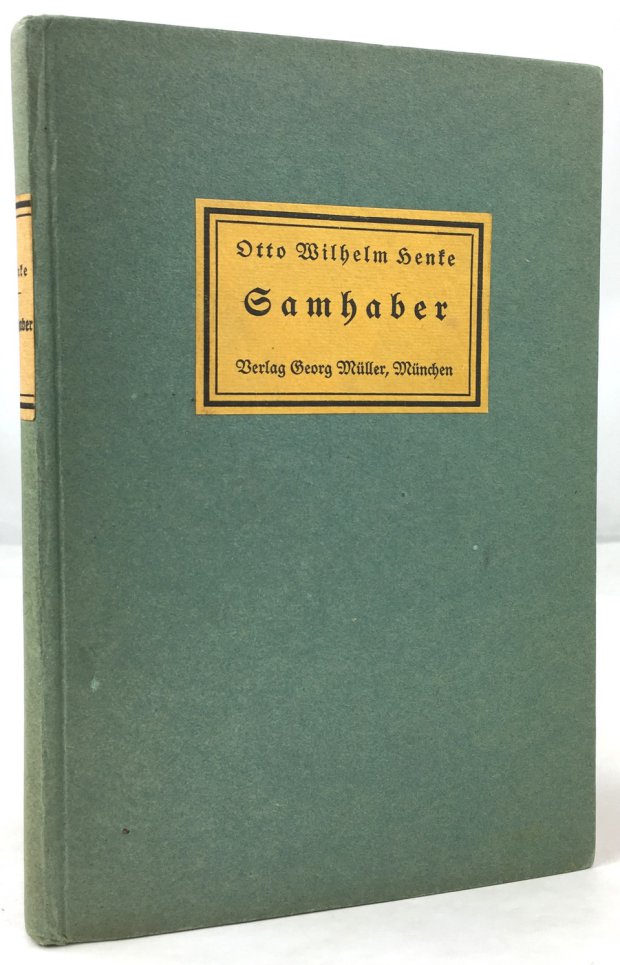 Otto Wilhelm Henke
Samhaber
Verlag Georg Müller, München